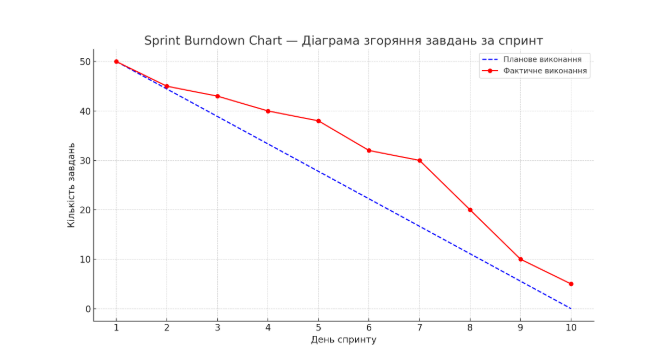 Sprint Burndown Chart — Діаграма згоряння завдань за спринт
Планове виконання
Фактичне виконання
Кількість завдань
50
40
30
20
10
0
1 2 3 4 5 6 7 8 9 10
День спринту